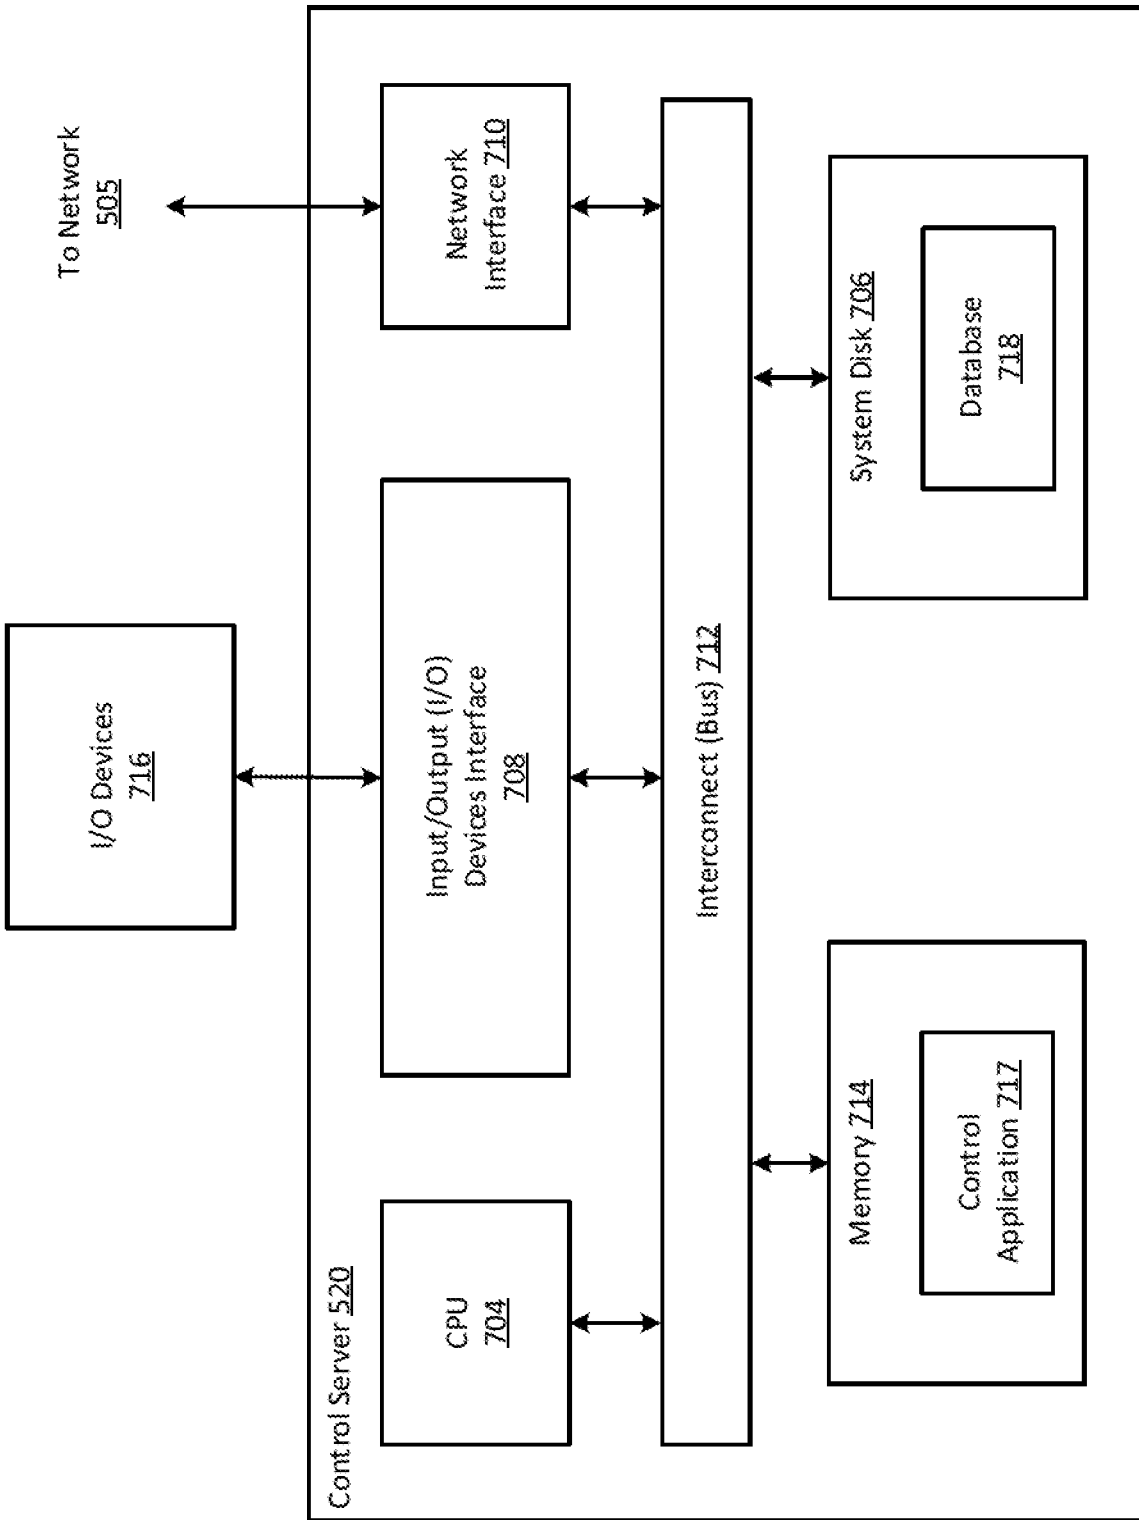 I/O Devices
716
To Network
505
Control Server 520
CPU
704
Input/Output (I/O)
Devices Interface
708
Network
Interface 710
Interconnect (Bus) 712
Memory 714
Control
Application 717
System Disk 706
Database
718